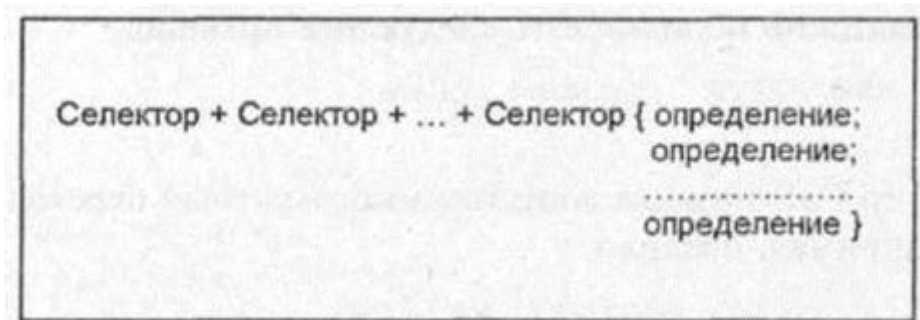 Селектор + Селектор + ... + Селектор { определение;
определение;
....................
определение }